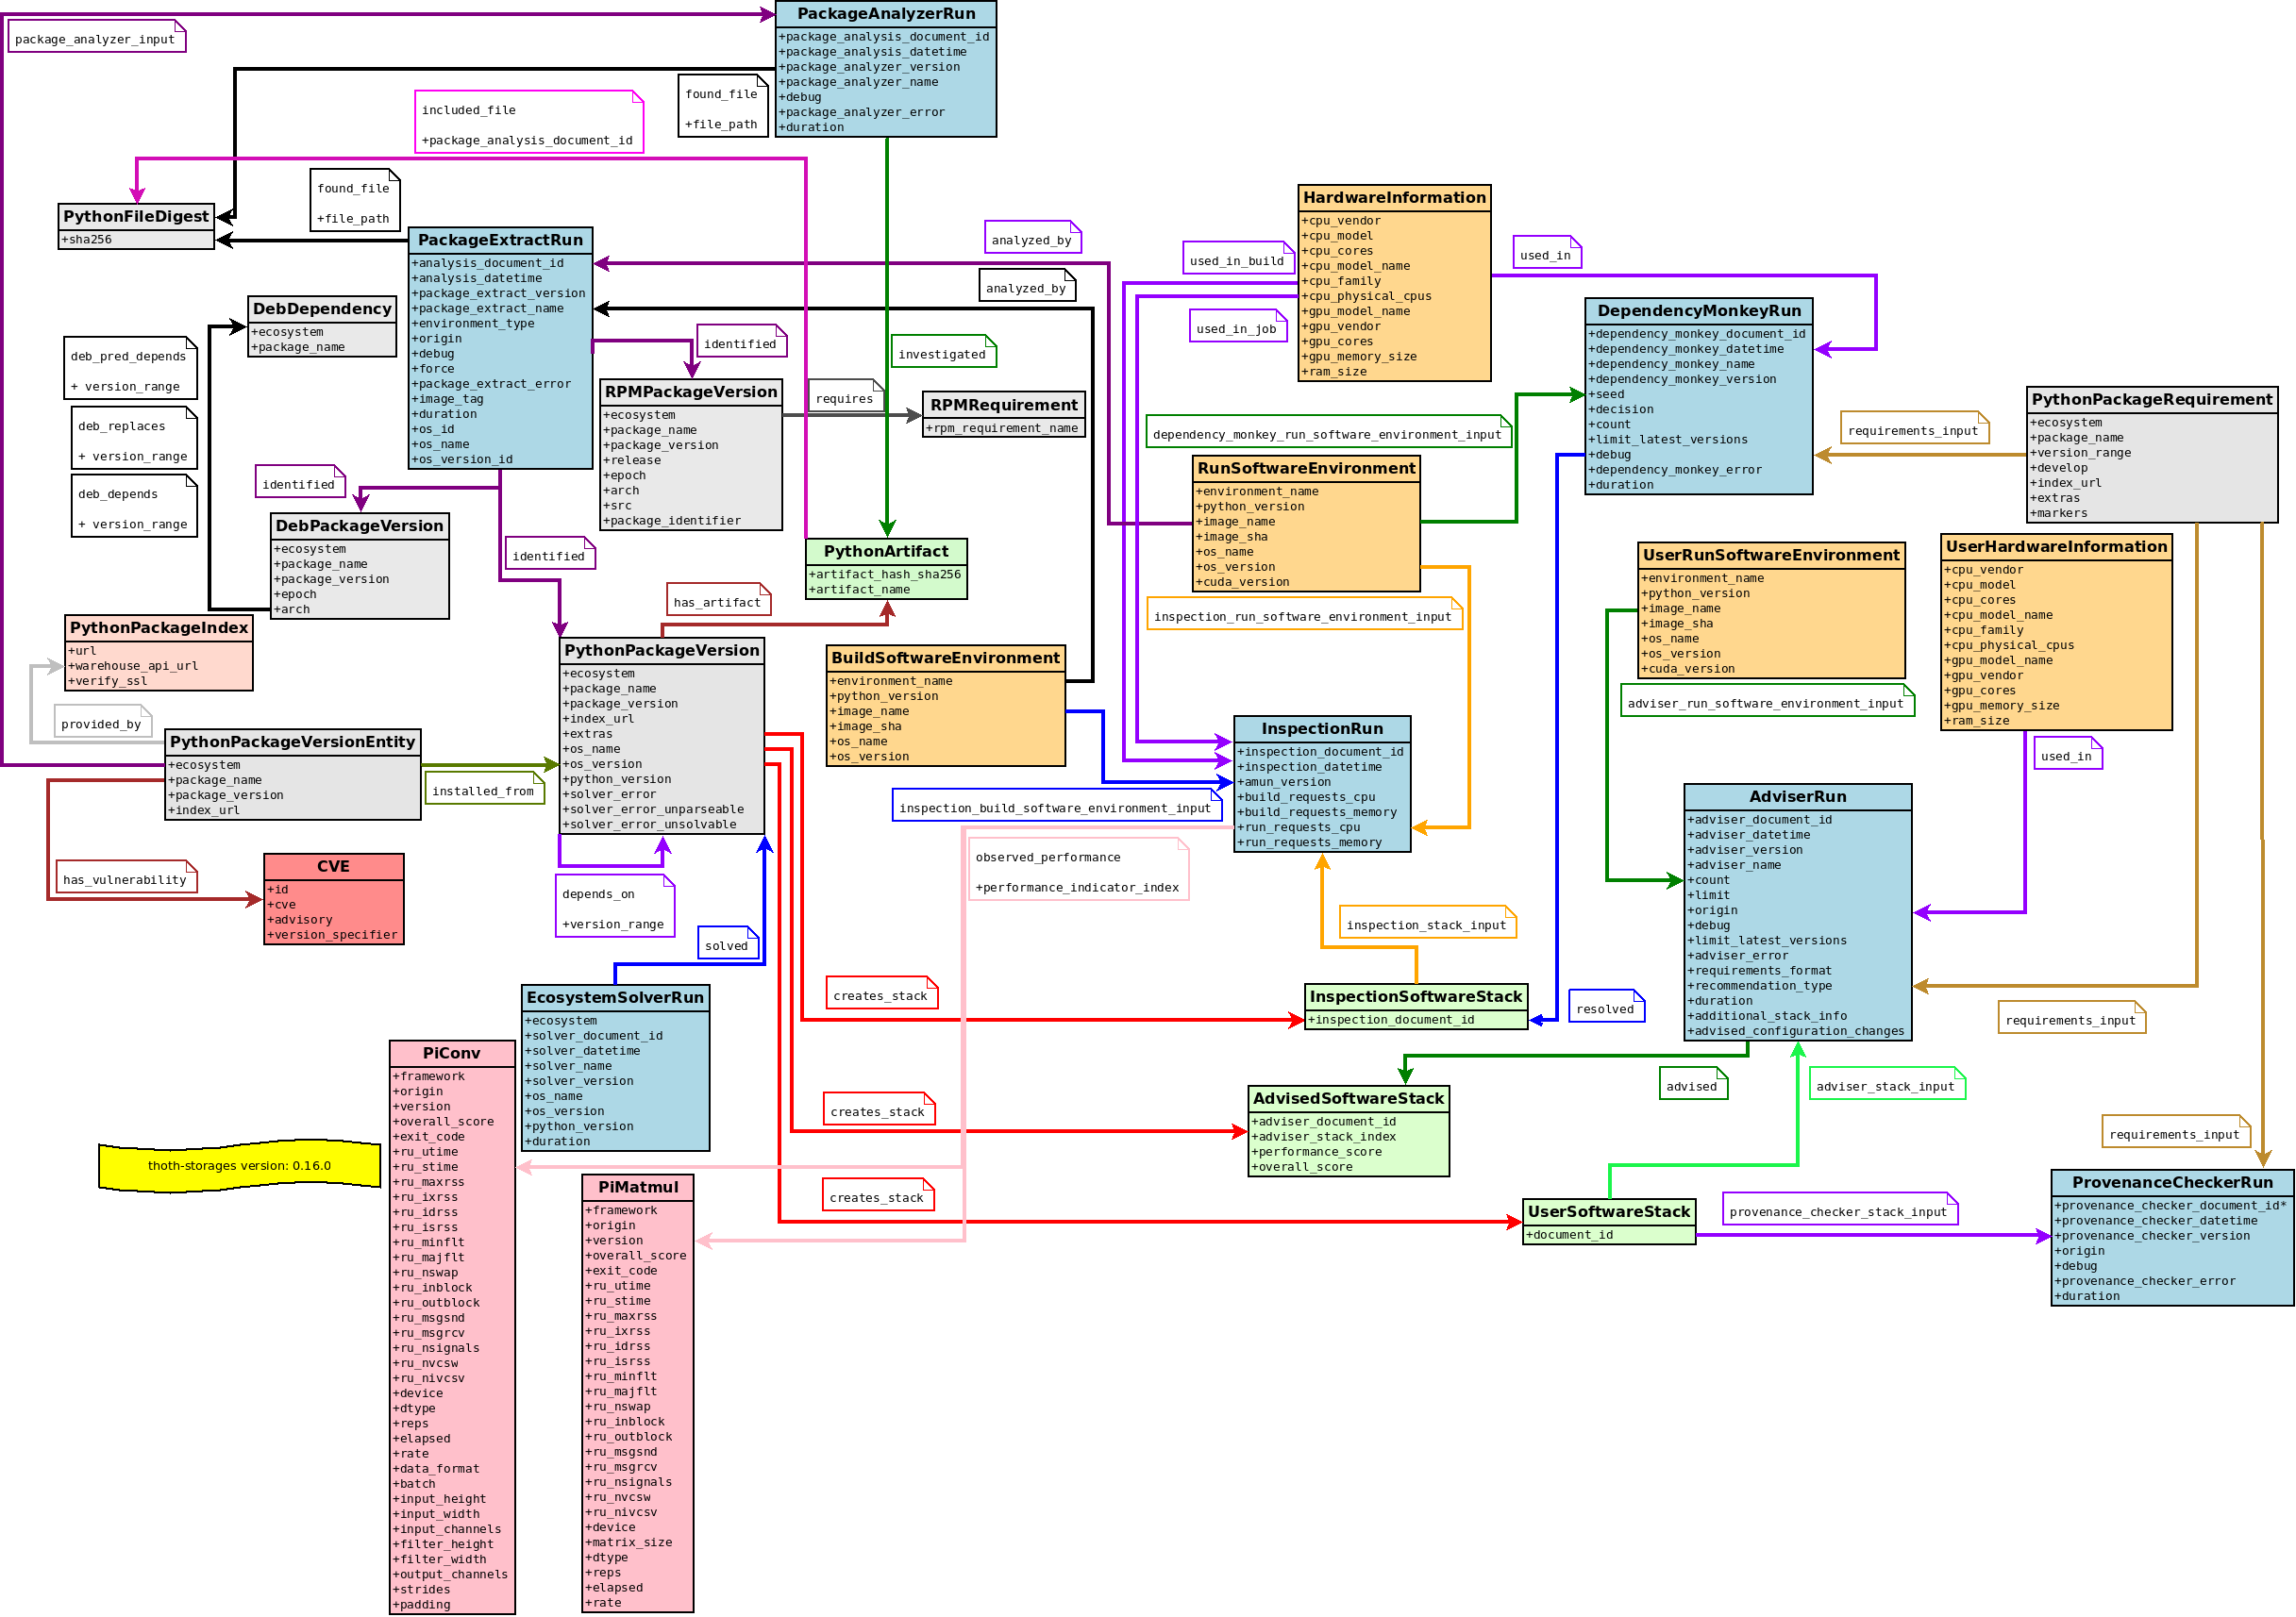 PackageAnalyzerRun
+package_analysis_document_id
+package_analysis_datetime
+package_analyzer_version
+package_analyzer_name
+debug
+package_analyzer_error
+duration
package_analyzer_input
found_file
+file_path
included_file
+package_analysis_document_id
found_file
+file_path
PythonFileDigest
+sha256
PackageExtractRun
+analysis_document_id
+analysis_datetime
+package_extract_version
+package_extract_name
+environment_type
+origin
+debug
+force
+package_extract_error
+image_tag
+duration
+os_id
+os_name
+os_version_id
analyzed_by
analyzed_by
used_in_build
used_in_job
HardwareInformation
+cpu_vendor
+cpu_model
+cpu_cores
+cpu_model_name
+cpu_family
+cpu_physical_cpus
+gpu_model_name
+gpu_vendor
+gpu_cores
+gpu_memory_size
+ram_size
used_in
DependencyMonkeyRun
+dependency_monkey_document_id
+dependency_monkey_datetime
+dependency_monkey_name
+dependency_monkey_version
+seed
+decision
+count
+limit_latest_versions
+debug
+dependency_monkey_error
+duration
DebDependency
+ecosystem
+package_name
deb_pred_depends
+ version_range
deb_replaces
+ version_range
deb_depends
+ version_range
identified
identified
identified
RPMPackageVersion
+ecosystem
+package_name
+package_version
+release
+epoch
+arch
+src
+package_identifier
requires
investigated
RPMRequirement
+rpm_requirement_name
dependency_monkey_run_software_environment_input
requirements_input
PythonPackageRequirement
+ecosystem
+package_name
+version_range
+develop
+index_url
+extras
+markers
RunSoftwareEnvironment
+environment_name
+python_version
+image_name
+image_sha
+os_name
+os_version
+cuda_version
inspection_run_software_environment_input
DebPackageVersion
+ecosystem
+package_name
+package_version
+epoch
+arch
PythonArtifact
+artifact_hash_sha256
+artifact_name
has_artifact
UserRunSoftwareEnvironment
+environment_name
+python_version
+image_name
+image_sha
+os_name
+os_version
+cuda_version
adviser_run_software_environment_input
UserHardwareInformation
+cpu_vendor
+cpu_model
+cpu_cores
+cpu_model_name
+cpu_family
+cpu_physical_cpus
+gpu_model_name
+gpu_vendor
+gpu_cores
+gpu_memory_size
+ram_size
used_in
PythonPackageIndex
+url
+warehouse_api_url
+verify_ssl
provided_by
PythonPackageVersionEntity
+ecosystem
+package_name
+package_version
+index_url
installed_from
PythonPackageVersion
+ecosystem
+package_name
+package_version
+index_url
+extras
+os_name
+os_version
+python_version
+solver_error
+solver_error_unparseable
+solver_error_unsolvable
BuildSoftwareEnvironment
+environment_name
+python_version
+image_name
+image_sha
+os_name
+os_version
inspection_build_software_environment_input
InspectionRun
+inspection_document_id
+inspection_datetime
+amun_version
+build_requests_cpu
+build_requests_memory
+run_requests_cpu
+run_requests_memory
observed_performance
+performance_indicator_index
has_vulnerability
CVE
+id
+cve
+advisory
+version_specifier
depends_on
+version_range
solved
inspection_stack_input
AdviserRun
+adviser_document_id
+adviser_datetime
+adviser_version
+adviser_name
+count
+limit
+origin
+debug
+limit_latest_versions
+adviser_error
+requirements_format
+recommendation_type
+duration
+additional_stack_info
+advised_configuration_changes
creates_stack
InspectionSoftwareStack
+inspection_document_id
resolved
requirements_input
EcosystemSolverRun
+ecosystem
+solver_document_id
+solver_datetime
+solver_name
+solver_version
+os_name
+os_version
+python_version
+duration
creates_stack
AdvisedSoftwareStack
+adviser_document_id
+adviser_stack_index
+performance_score
+overall_score
advised
adviser_stack_input
requirements_input
thoth-storages version: 0.16.0
PiConv
+framework
+origin
+version
+overall_score
+exit_code
+ru_utime
+ru_stime
+ru_maxrss
+ru_ixrss
+ru_idrss
+ru_isrss
+ru_minflt
+ru_majflt
+ru_nswap
+ru_inblock
+ru_outblock
+ru_msgsnd
+ru_msgrcv
+ru_nsignals
+ru_nvcsw
+ru_nivcsv
+device
+dtype
+reps
+elapsed
+rate
+data_format
+batch
+input_height
+input_width
+input_channels
+filter_height
+filter_width
+output_channels
+strides
+padding
PiMatmul
+framework
+origin
+version
+overall_score
+exit_code
+ru_utime
+ru_stime
+ru_maxrss
+ru_ixrss
+ru_idrss
+ru_isrss
+ru_minflt
+ru_majflt
+ru_nswap
+ru_inblock
+ru_outblock
+ru_msgsnd
+ru_msgrcv
+ru_nsignals
+ru_nvcsw
+ru_nivcsv
+device
+matrix_size
+dtype
+reps
+elapsed
+rate
creates_stack
UserSoftwareStack
+document_id
provenance_checker_stack_input
ProvenanceCheckerRun
+provenance_checker_document_id*
+provenance_checker_datetime
+provenance_checker_version
+origin
+debug
+provenance_checker_error
+duration